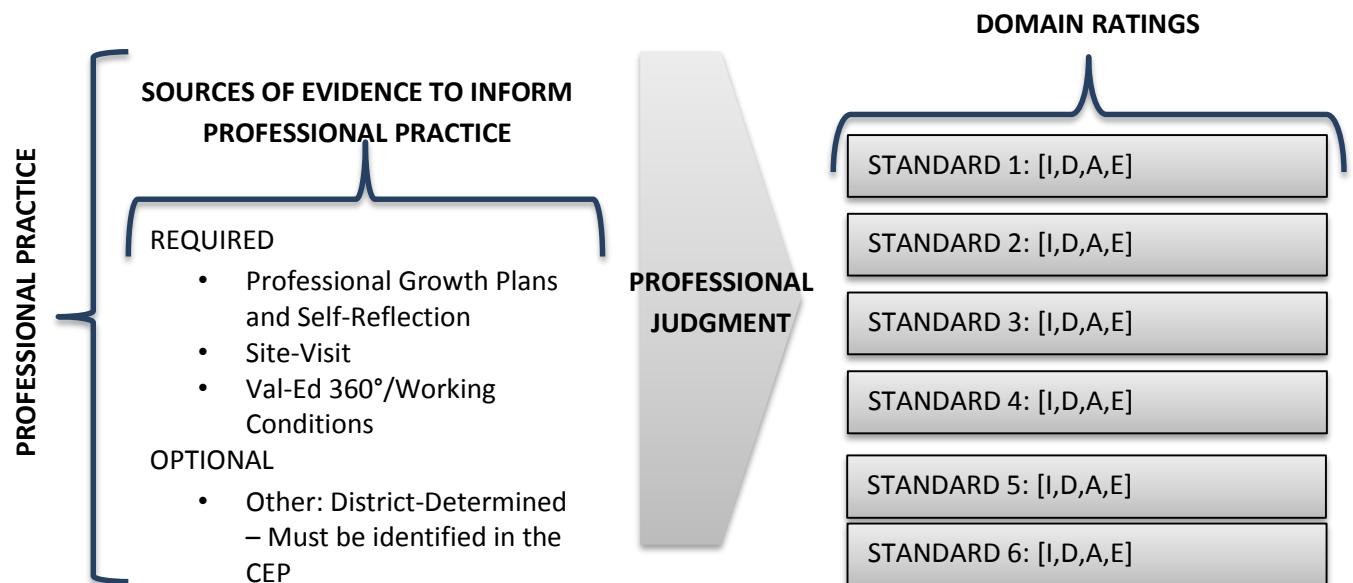 PROFESSIONAL PRACTICE
SOURCES OF EVIDENCE TO INFORM
PROFESSIONAL PRACTICE
REQUIRED
• Professional Growth Plans
and Self-Reflection
• Site-Visit
• Val-Ed 360°/Working
Conditions
OPTIONAL
• Other: District-Determined
– Must be identified in the
CEP
PROFESSIONAL
JUDGMENT
DOMAIN RATINGS
STANDARD 1: [I,D,A,E]
STANDARD 2: [I,D,A,E]
STANDARD 3: [I,D,A,E]
STANDARD 4: [I,D,A,E]
STANDARD 5: [I,D,A,E]
STANDARD 6: [I,D,A,E]